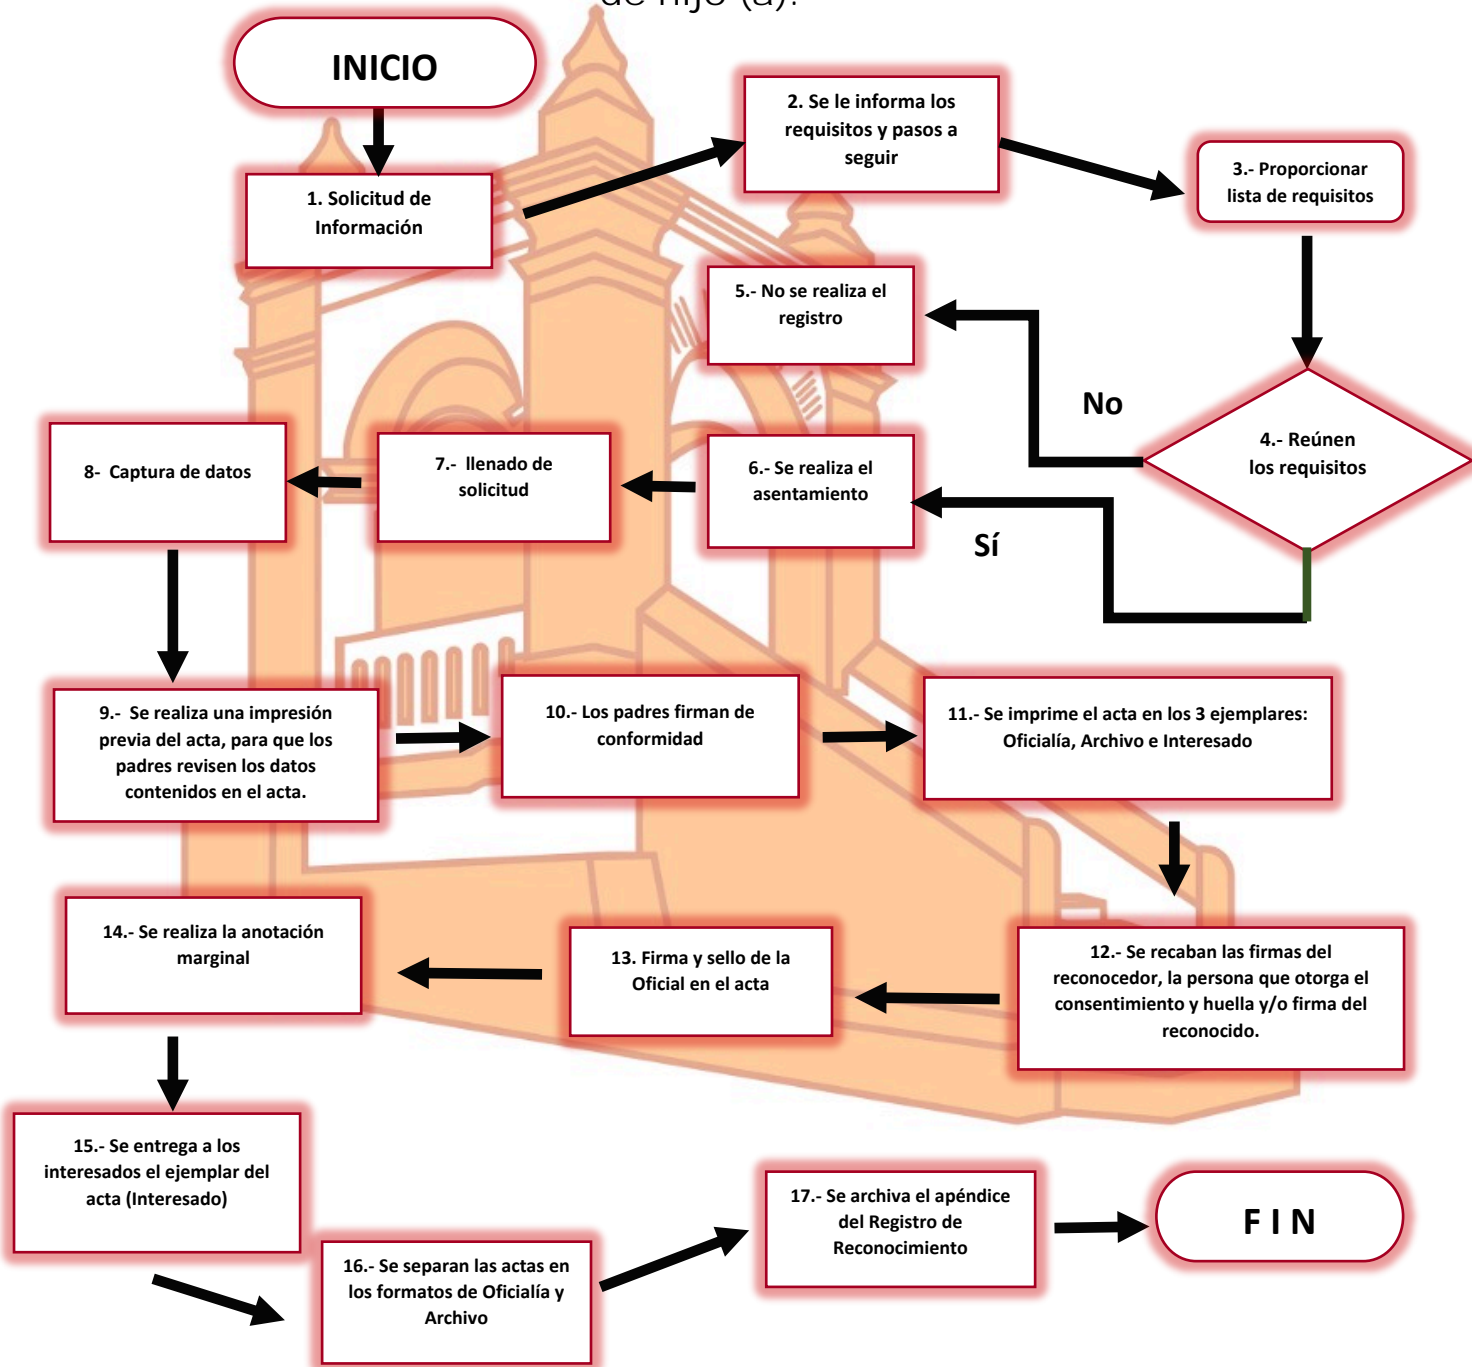 de hijo (a).
INICIO
1. Solicitud de
Información
2. Se le informa los
requisitos y pasos a
seguir
3.- Proporcionar
lista de requisitos
4.- Reúnen
los requisitos
No
5.- No se realiza el
registro
Sí
6.- Se realiza el
asentamiento
7.- llenado de
solicitud
8- Captura de datos
9.- Se realiza una impresión
previa del acta, para que los
padres revisen los datos
contenidos en el acta.
10.- Los padres firman de
conformidad
11.- Se imprime el acta en los 3 ejemplares:
Oficialía, Archivo e Interesado
12.- Se recaban las firmas del
reconocedor, la persona que otorga el
consentimiento y huella y/o firma del
reconocido.
13. Firma y sello de la
Oficial en el acta
14.- Se realiza la anotación
marginal
15.- Se entrega a los
interesados el ejemplar del
acta (Interesado)
16.- Se separan las actas en
los formatos de Oficialía y
Archivo
17.- Se archiva el apéndice
del Registro de
Reconocimiento
F I N